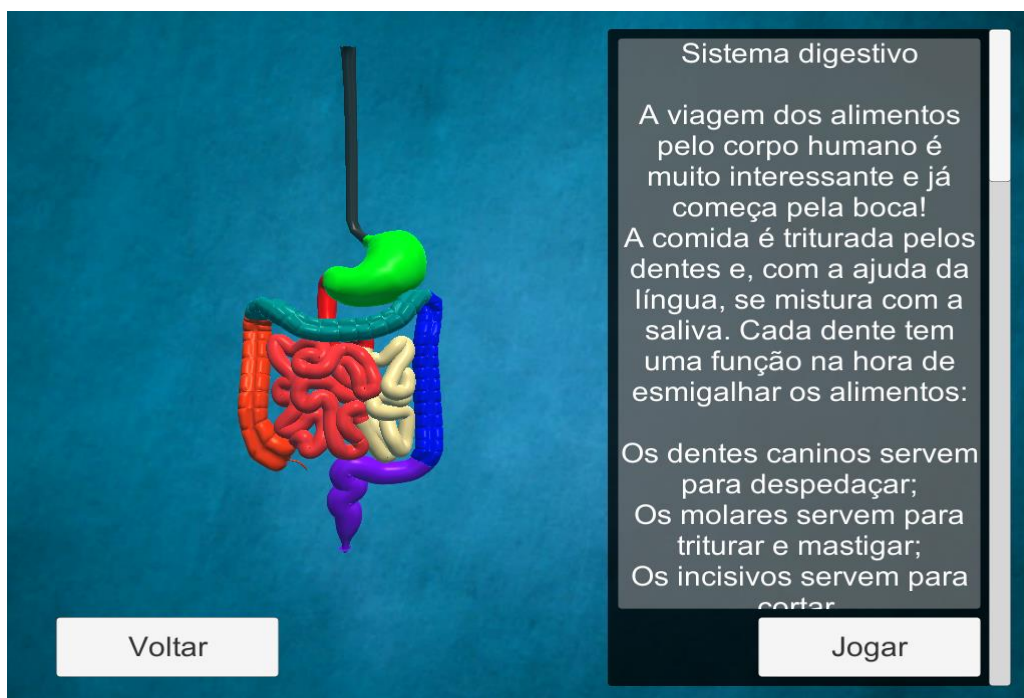 Sistema digestivo
A viagem dos alimentos
pelo corpo humano é
muito interessante e já
começa pela boca!
A comida é triturada pelos
dentes e, com a ajuda da
língua, se mistura com a
saliva. Cada dente tem
uma função na hora de
esmigalhar os alimentos:
Os dentes caninos servem
para despedaçar;
Os molares servem para
triturar e mastigar;
Os incisivos servem para
cortar
Voltar
Jogar